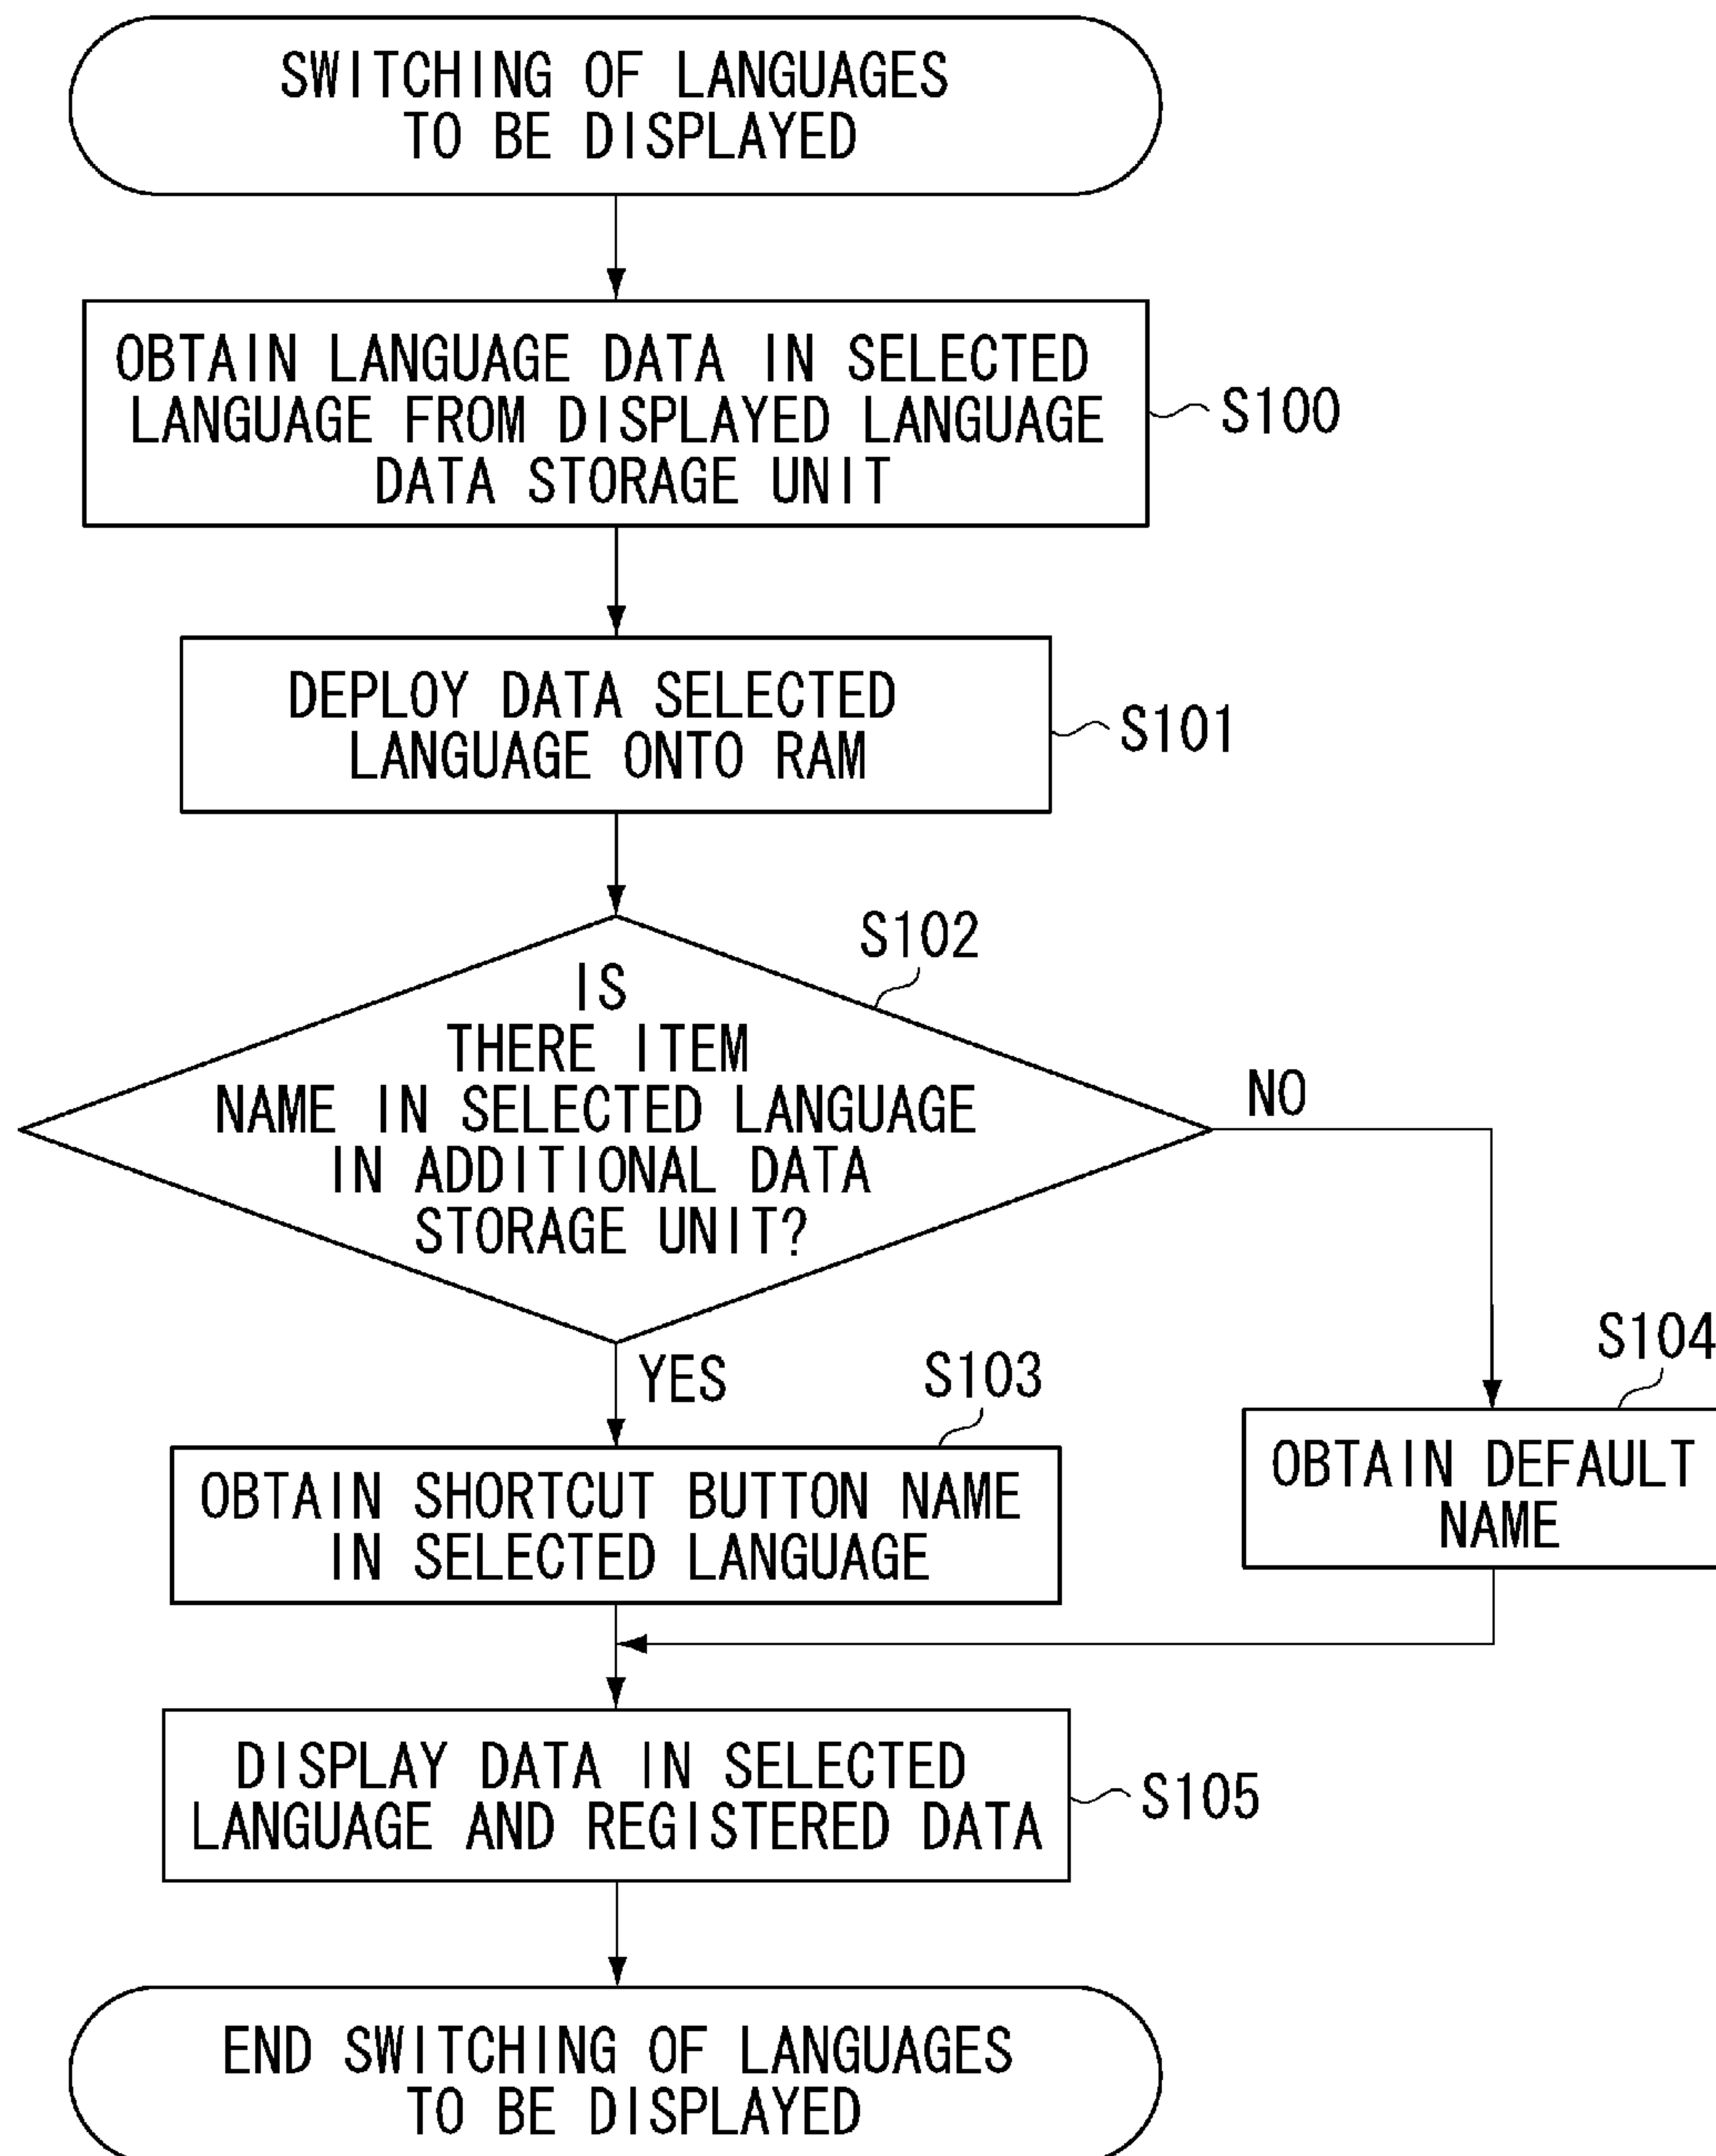 SWITCHING OF LANGUAGES
TO BE DISPLAYED
OBTAIN LANGUAGE DATA IN SELECTED
LANGUAGE FROM DISPLAYED LANGUAGE
DATA STORAGE UNIT
S100
DEPLOY DATA SELECTED
LANGUAGE ONTO RAM
S101
S102
IS
THERE ITEM
NAME IN SELECTED LANGUAGE
IN ADDITIONAL DATA
STORAGE UNIT?
NO
YES
S103
OBTAIN SHORTCUT BUTTON NAME
IN SELECTED LANGUAGE
S104
OBTAIN DEFAULT
NAME
DISPLAY DATA IN SELECTED
LANGUAGE AND REGISTERED DATA
S105
END SWITCHING OF LANGUAGES
TO BE DISPLAYED